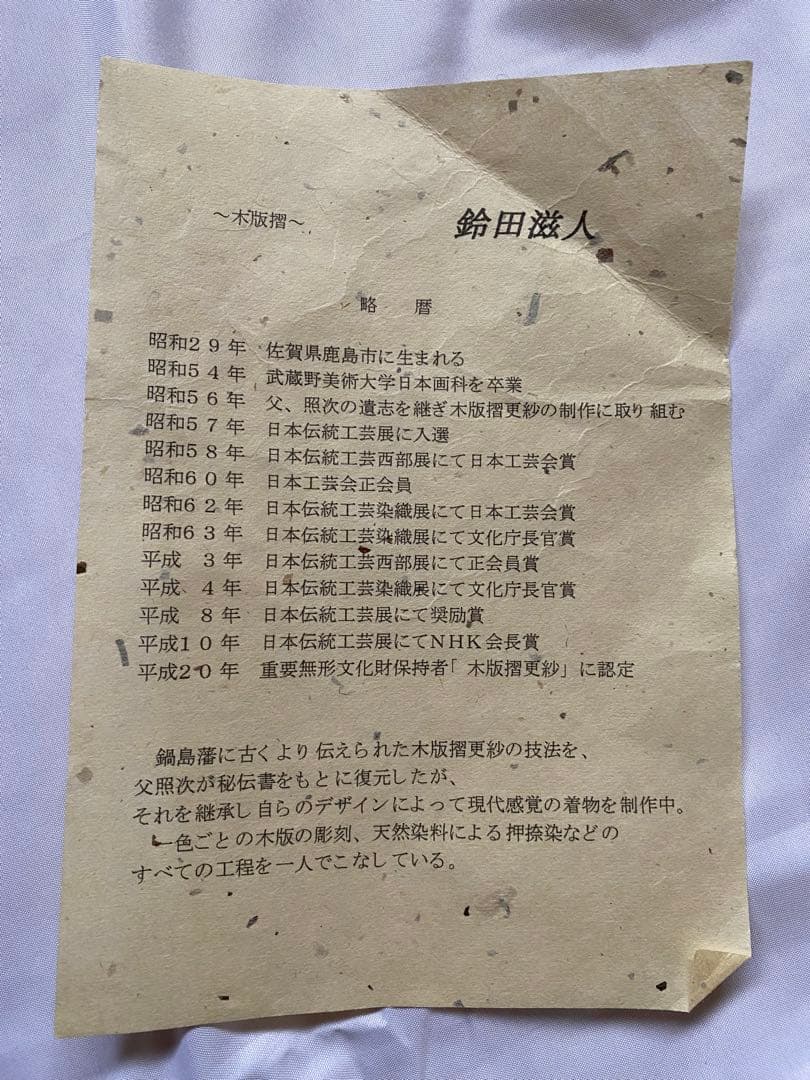 ～木版摺～　鈴田滋人
略　暦
昭和２９年　佐賀県鹿島市に生まれる
昭和５４年　武蔵野美術大学日本画科を卒業
昭和５６年　父、照次の遺志を継ぎ木版摺更紗の制作に取り組む
昭和５７年　日本伝統工芸展に入選
昭和５８年　日本伝統工芸西部展にて日本工芸会賞
昭和６０年　日本工芸会正会員
昭和６２年　日本伝統工芸染織展にて日本工芸会賞
昭和６３年　日本伝統工芸染織展にて文化庁長官賞
平成　３年　日本伝統工芸西部展にて正会員賞
平成　４年　日本伝統工芸染織展にて文化庁長官賞
平成　８年　日本伝統工芸展にて奨励賞
平成１０年　日本伝統工芸展にてＮＨＫ会長賞
平成２０年　重要無形文化財保持者「木版摺更紗」に認定
鍋島藩に古くより伝えられた木版摺更紗の技法を、
父照次が秘伝書をもとに復元したが、
それを継承し自らのデザインによって現代感覚の着物を制作中。
一色ごとの木版の彫刻、天然染料による押捺染などの
すべての工程を一人でこなしている。